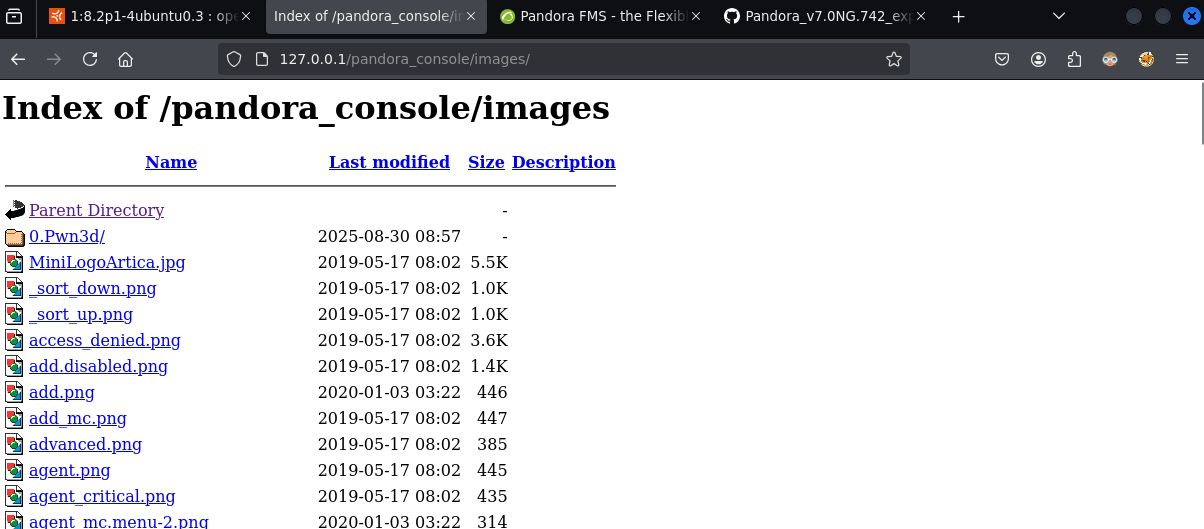 1:8.2p1-4ubuntu0.3 : ope
Index of /pandora_console/im
Pandora FMS - the Flexibl
Pandora_v7.0NG.742_exp
127.0.0.1/pandora_console/images/
Index of /pandora_console/images
Name Last modified Size Description
Parent Directory -
0.Pwn3d/ 2025-08-30 08:57 -
MiniLogoArtica.jpg 2019-05-17 08:02 5.5K
_sort_down.png 2019-05-17 08:02 1.0K
_sort_up.png 2019-05-17 08:02 1.0K
access_denied.png 2019-05-17 08:02 3.6K
add.disabled.png 2019-05-17 08:02 1.4K
add.png 2020-01-03 03:22 446
add_mc.png 2019-05-17 08:02 447
advanced.png 2019-05-17 08:02 385
agent.png 2019-05-17 08:02 445
agent_critical.png 2019-05-17 08:02 435
agent_mc.menu-2.png 2020-01-03 03:22 314